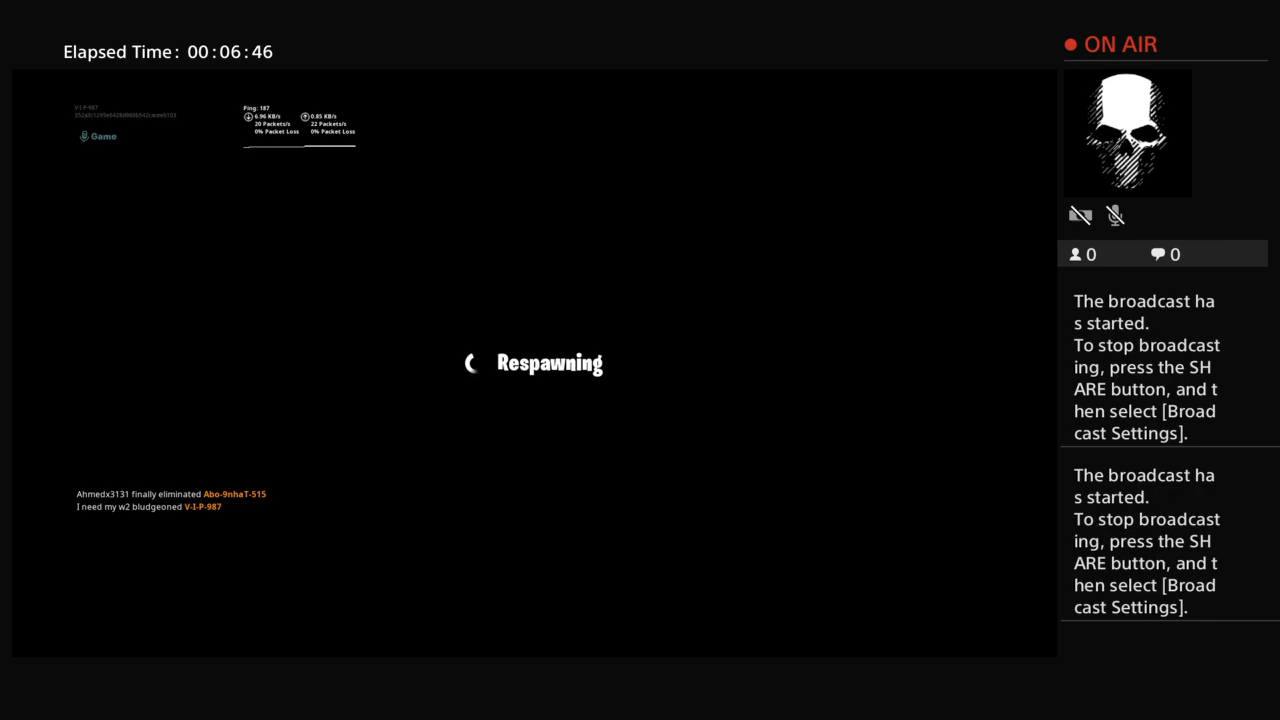 Elapsed Time: 00:06:46
ON AIR
V-I-P-987
Game
Ping: 187
6.96 KB/s
20 Packets/s
0% Packet Loss
0.85 KB/s
22 Packets/s
0% Packet Loss
Respawning
Ahmedx3131 finally eliminated Abo-9nhaT-515
I need my w2 bludgeoned V-I-P-987
0
0
The broadcast ha
s started.
To stop broadcast
ing, press the SH
ARE button, and t
hen select [Broad
cast Settings].
The broadcast ha
s started.
To stop broadcast
ing, press the SH
ARE button, and t
hen select [Broad
cast Settings].